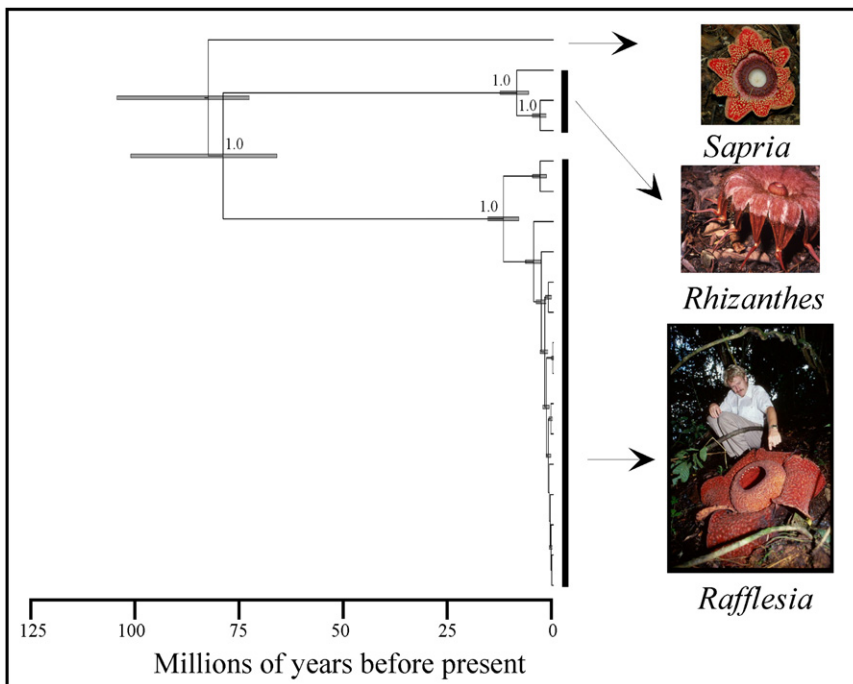 1.0
1.0
Sapria
1.0
1.0
Rhizanthes
Rafflesia
125 100 75 50 25 0
Millions of years before present